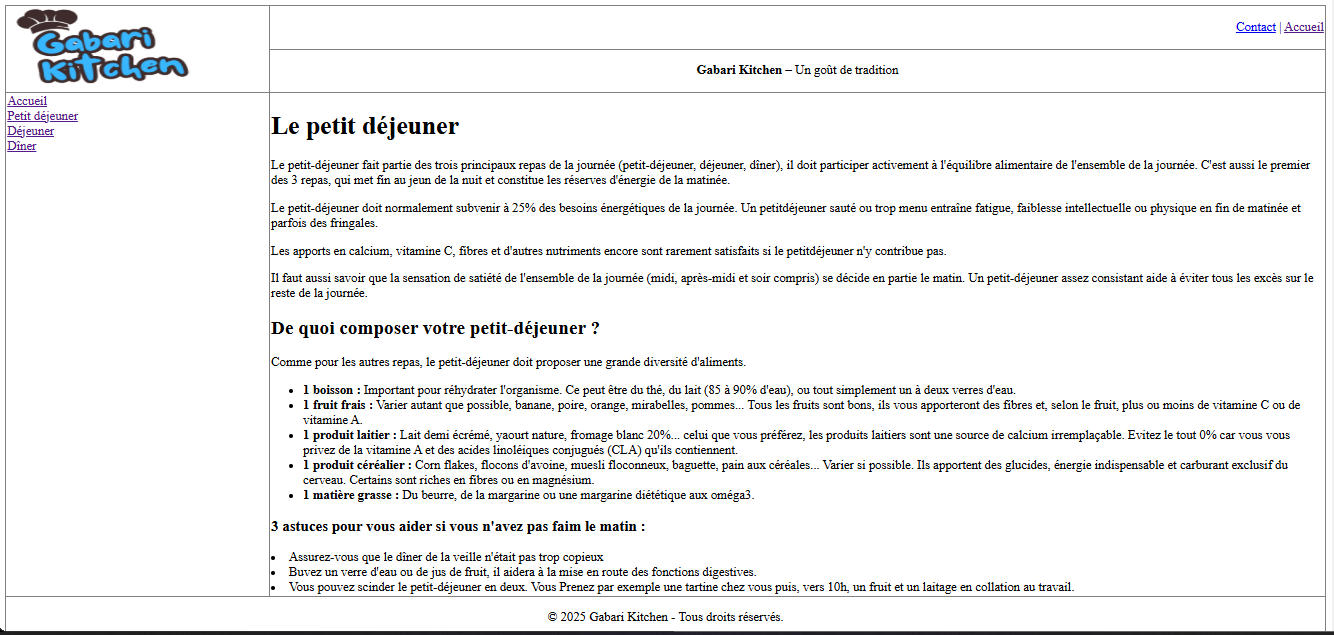 Gabari
Kitchen
Contact | Accueil
Gabari Kitchen – Un goût de tradition
Accueil
Petit déjeuner
Déjeuner
Dîner
Le petit déjeuner
Le petit-déjeuner fait partie des trois principaux repas de la journée (petit-déjeuner, déjeuner, dîner), il doit participer activement à l'équilibre alimentaire de l'ensemble de la journée. C'est aussi le premier
des 3 repas, qui met fin au jeun de la nuit et constitue les réserves d'énergie de la matinée.
Le petit-déjeuner doit normalement subvenir à 25% des besoins énergétiques de la journée. Un petitdéjeuner sauté ou trop menu entraîne fatigue, faiblesse intellectuelle ou physique en fin de matinée et
parfois des fringales.
Les apports en calcium, vitamine C, fibres et d'autres nutriments encore sont rarement satisfaits si le petitdéjeuner n'y contribue pas.
Il faut aussi savoir que la sensation de satiété de l'ensemble de la journée (midi, après-midi et soir compris) se décide en partie le matin. Un petit-déjeuner assez consistant aide à éviter tous les excès sur le
reste de la journée.
De quoi composer votre petit-déjeuner ?
Comme pour les autres repas, le petit-déjeuner doit proposer une grande diversité d'aliments.
• 1 boisson : Important pour réhydrater l'organisme. Ce peut être du thé, du lait (85 à 90% d'eau), ou tout simplement un à deux verres d'eau.
• 1 fruit frais : Varier autant que possible, banane, poire, orange, mirabelles, pommes... Tous les fruits sont bons, ils vous apporteront des fibres et, selon le fruit, plus ou moins de vitamine C ou de
vitamine A.
• 1 produit laitier : Lait demi écrémé, yaourt nature, fromage blanc 20%... celui que vous préférez, les produits laitiers sont une source de calcium irremplaçable. Evitez le tout 0% car vous vous
privez de la vitamine A et des acides linoléiques conjugués (CLA) qu'ils contiennent.
• 1 produit céréalier : Corn flakes, flocons d'avoine, muesli floconneux, baguette, pain aux céréales... Varier si possible. Ils apportent des glucides, énergie indispensable et carburant exclusif du
cerveau. Certains sont riches en fibres ou en magnésium.
• 1 matière grasse : Du beurre, de la margarine ou une margarine diététique aux oméga3.
3 astuces pour vous aider si vous n'avez pas faim le matin :
• Assurez-vous que le dîner de la veille n'était pas trop copieux
• Buvez un verre d'eau ou de jus de fruit, il aidera à la mise en route des fonctions digestives.
• Vous pouvez scinder le petit-déjeuner en deux. Vous Prenez par exemple une tartine chez vous puis, vers 10h, un fruit et un laitage en collation au travail.
© 2025 Gabari Kitchen - Tous droits réservés.